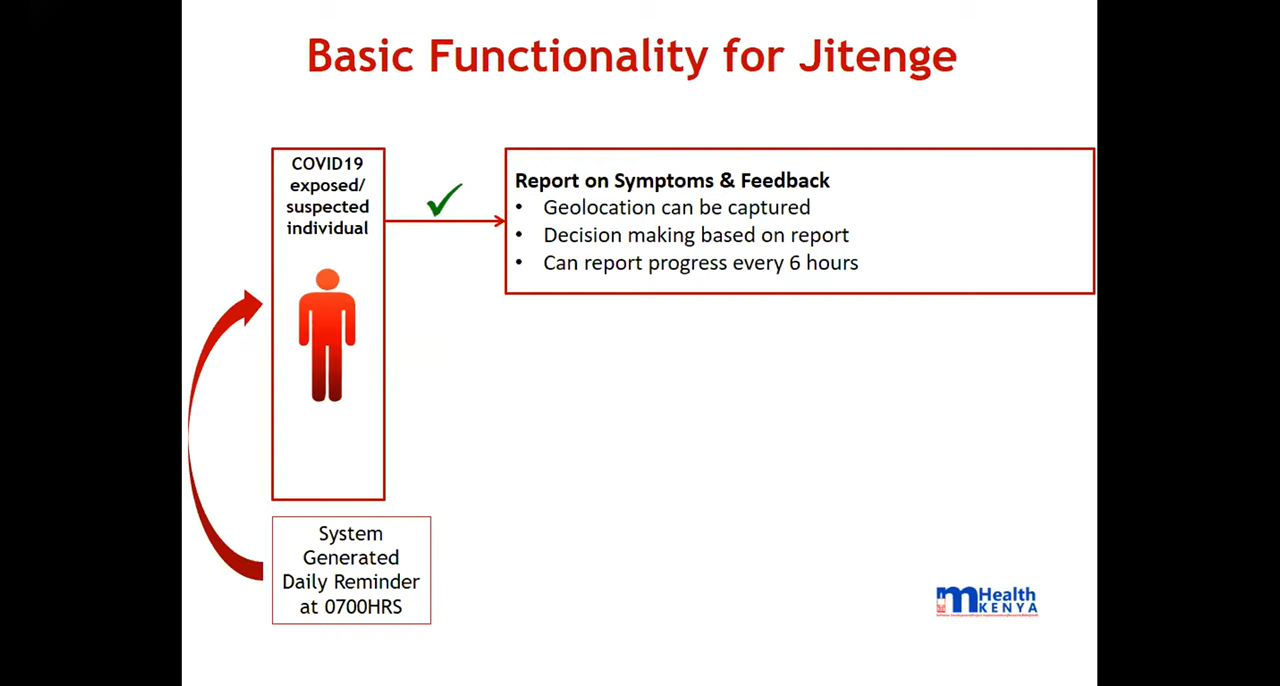 Basic Functionality for Jitenge
COVID19
exposed/
suspected
individual
Report on Symptoms & Feedback
• Geolocation can be captured
• Decision making based on report
• Can report progress every 6 hours
System
Generated
Daily Reminder
at 0700HRS
mHealth
KENYA